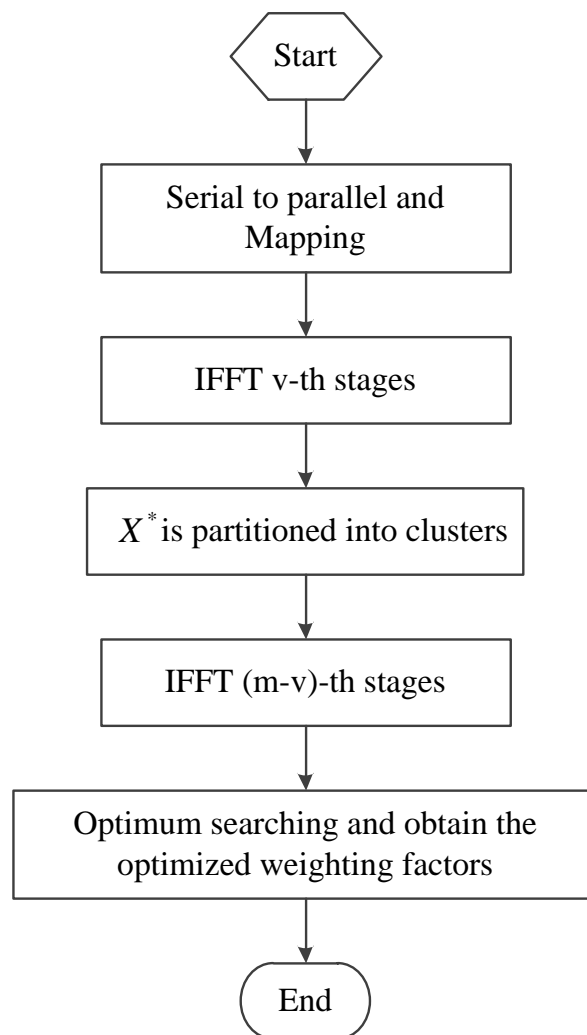 Start
Serial to parallel and
Mapping
IFFT v-th stages
X* is partitioned into clusters
IFFT (m-v)-th stages
Optimum searching and obtain the
optimized weighting factors
End